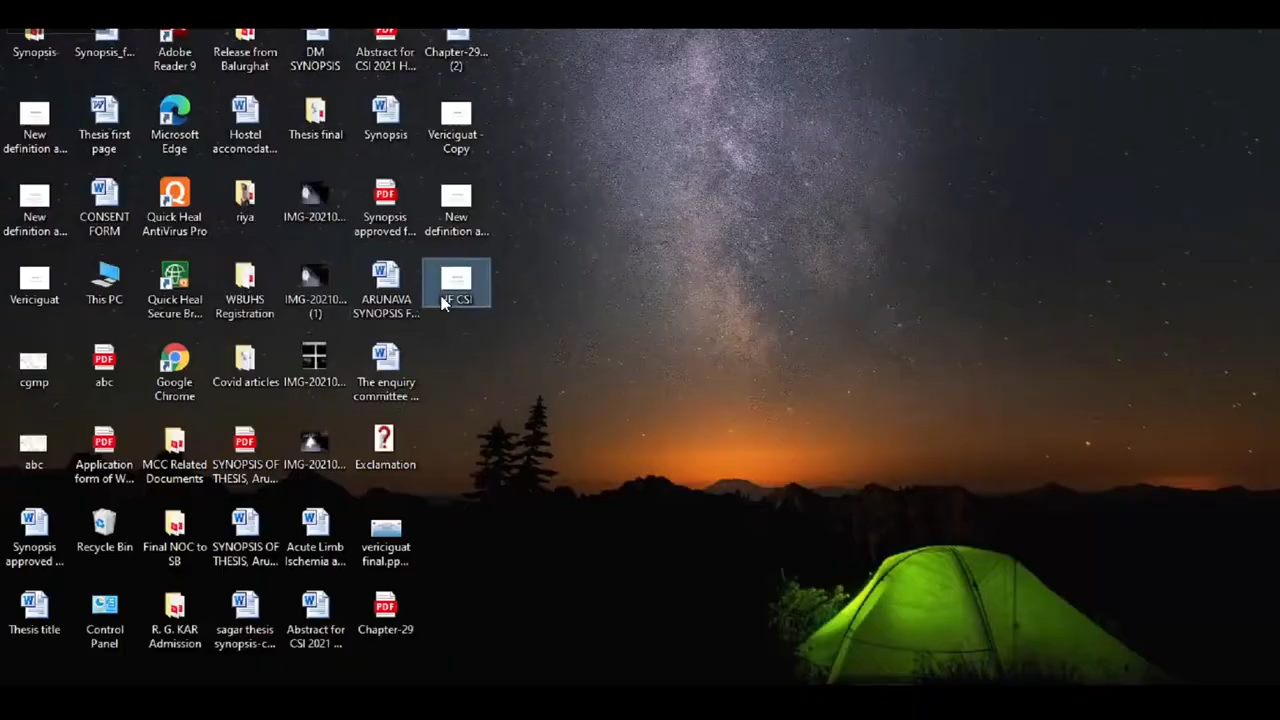 Synopsis
Synopsis_f...
Adobe
Reader 9
Release from
Balurghat
DM
SYNOPSIS
Abstract for
CSI 2021 H...
Chapter-29...
(2)
New
definition a...
Thesis first
page
Microsoft
Edge
Hostel
accomodat...
Thesis final
Synopsis
Vericiguat -
Copy
New
definition a...
CONSENT
FORM
Quick Heal
AntiVirus Pro
riya
IMG-20210...
Synopsis
approved f...
New
definition a...
Vericiguat
This PC
Quick Heal
Secure Br...
WBUHS
Registration
IMG-20210...
(1)
ARUNAVA
SYNOPSIS F...
CSI
cgmp
abc
Google
Chrome
Covid articles
IMG-20210...
The enquiry
committee ...
abc
Application
form of W...
MCC Related
Documents
SYNOPSIS OF
THESIS, Aru...
IMG-20210...
Exclamation
Synopsis
approved ...
Recycle Bin
Final NOC to
SB
SYNOPSIS OF
THESIS, Aru...
Acute Limb
Ischemia a...
vericiguat
final.pp...
Thesis title
Control
Panel
R. G. KAR
Admission
sagar thesis
synopsis-c...
Abstract for
CSI 2021 ...
Chapter-29